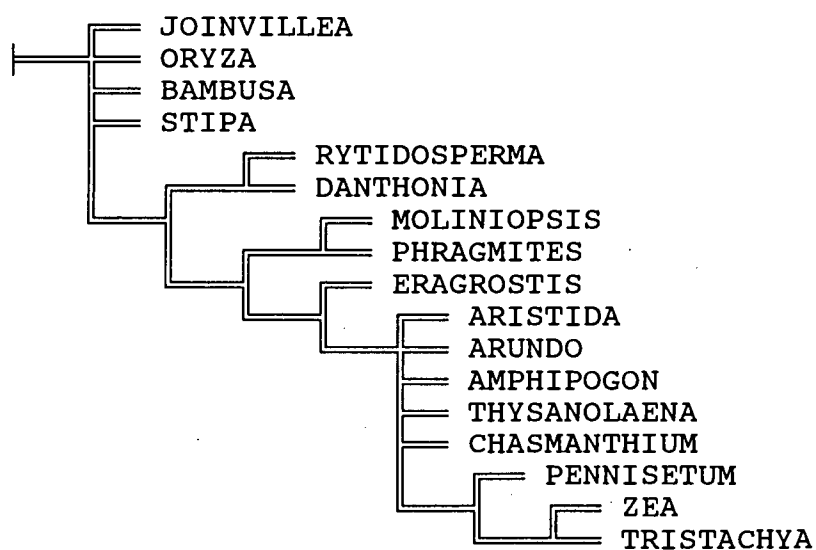 JOINVILLEA
ORYZA
BAMBUSA
STIPA
RYTIDOSPERMA
DANTHONIA
MOLINIOPSIS
PHRAGMITES
ERAGROSTIS
ARISTIDA
ARUNDO
AMPHIPOGON
THYSANOLAENA
CHASMANTHIUM
PENNISETUM
ZEA
TRISTACHYA